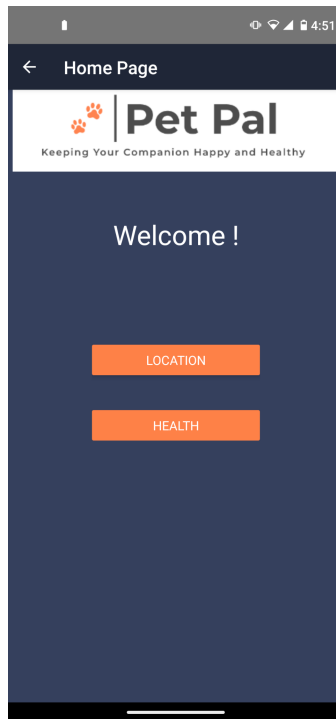 4:51
Home Page
Pet Pal
Keeping Your Companion Happy and Healthy
Welcome !
LOCATION
HEALTH